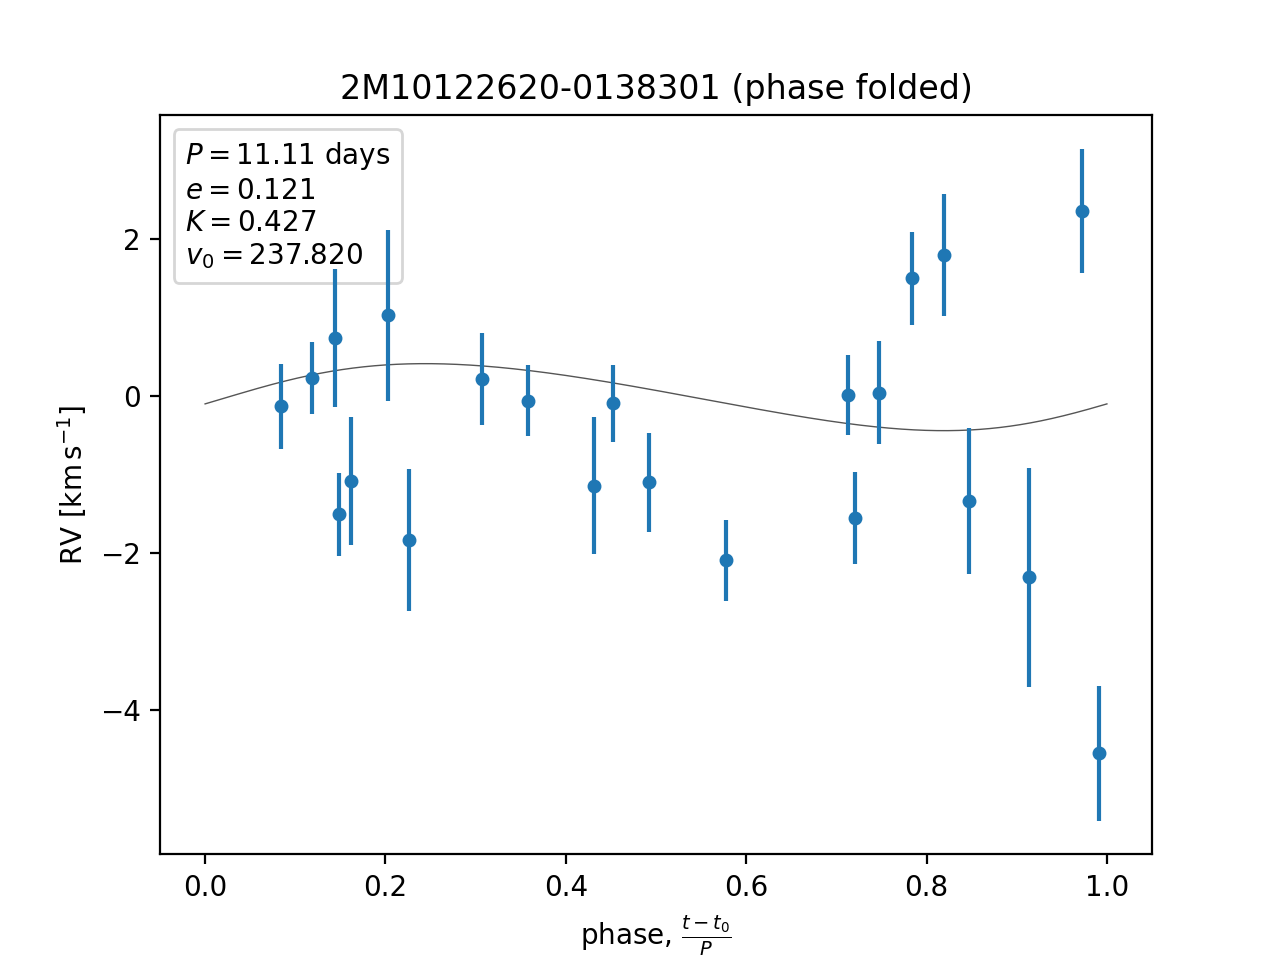 2M10122620-0138301 (phase folded)
P = 11.11 days
e = 0.121
K = 0.427
v₀ = 237.820
2
0
−2
−4
RV [km s⁻¹]
0.0 0.2 0.4 0.6 0.8 1.0
phase, (t − t₀)/P